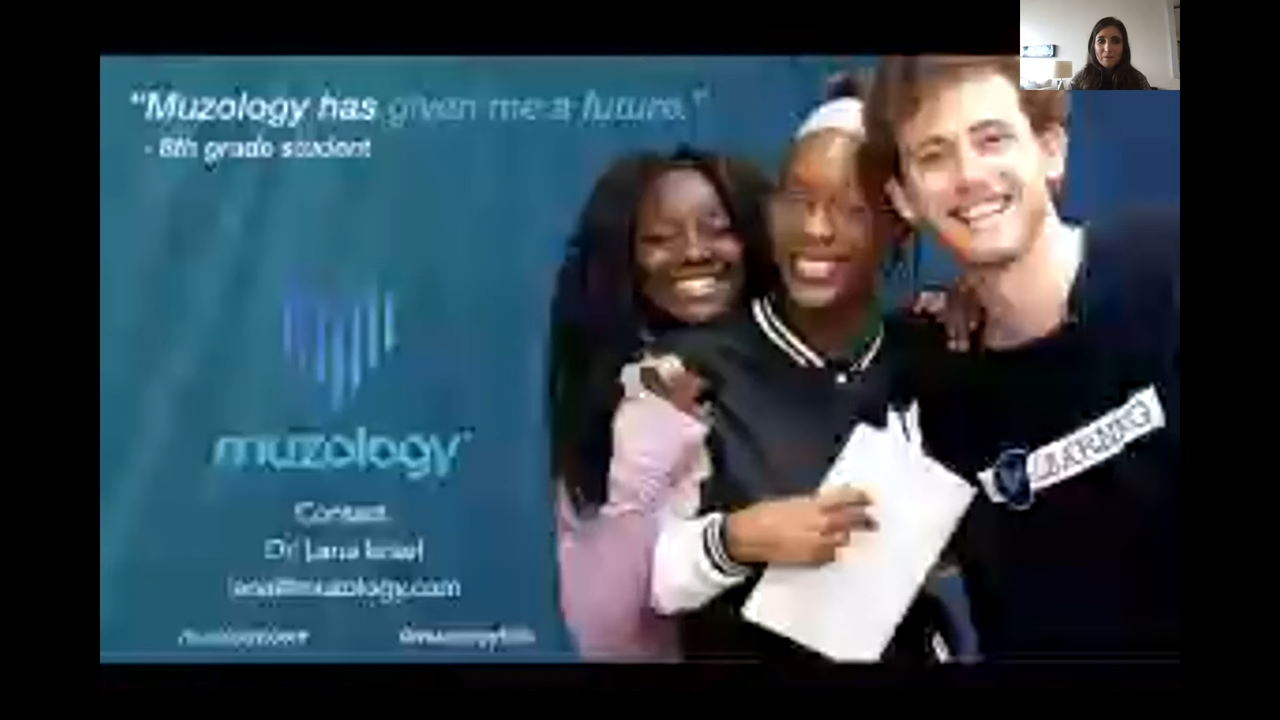 "Muzology has given me a future."
- 8th grade student
muzology
Contact
Dr. Lana Israel
lana@muzology.com